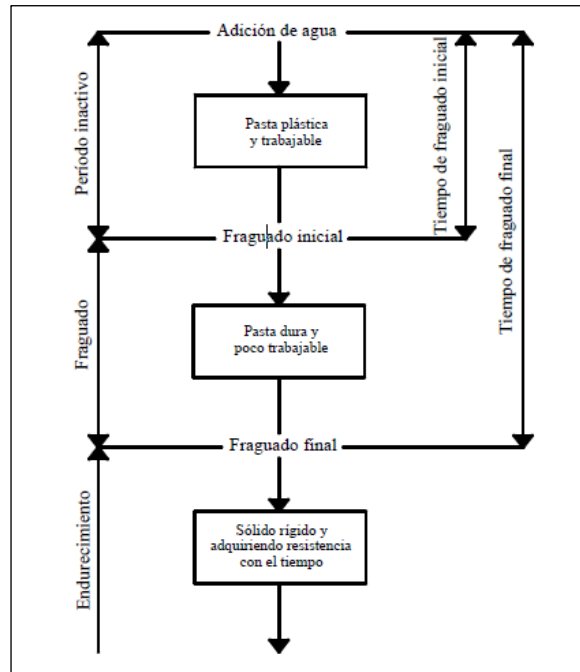 Adición de agua
Período inactivo
Pasta plástica
y trabajable
Tiempo de fraguado inicial
Tiempo de fraguado final
Fraguado inicial
Fraguado
Pasta dura y
poco trabajable
Fraguado final
Endurecimiento
Sólido rígido y
adquiriendo resistencia
con el tiempo